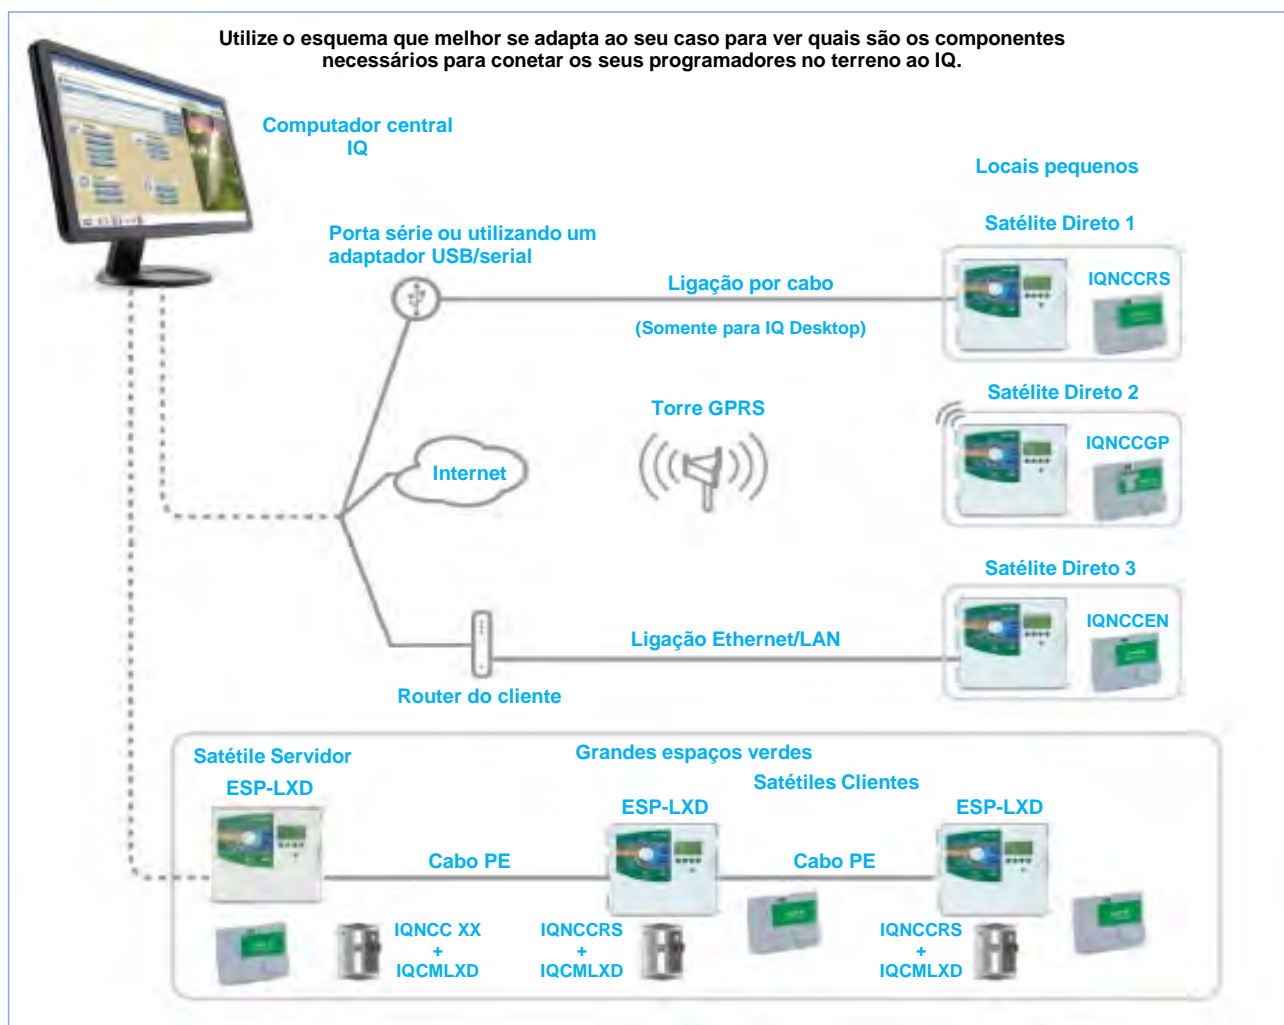 Utilize o esquema que melhor se adapta ao seu caso para ver quais são os componentes
necessários para conetar os seus programadores no terreno ao IQ.
Computador central
IQ
Locais pequenos
Satélite Direto 1
Porta série ou utilizando um
adaptador USB/serial
Ligação por cabo
(Somente para IQ Desktop)
IQNCCRS
Satélite Direto 2
Torre GPRS
IQNCCGP
Internet
Satélite Direto 3
IQNCCEN
Ligação Ethernet/LAN
Router do cliente
Grandes espaços verdes
Satétile Servidor
ESP-LXD
Satétiles Clientes
ESP-LXD
ESP-LXD
Cabo PE
Cabo PE
IQNCC XX
+
IQCMLXD
IQNCCRS
+
IQCMLXD
IQNCCRS
+
IQCMLXD